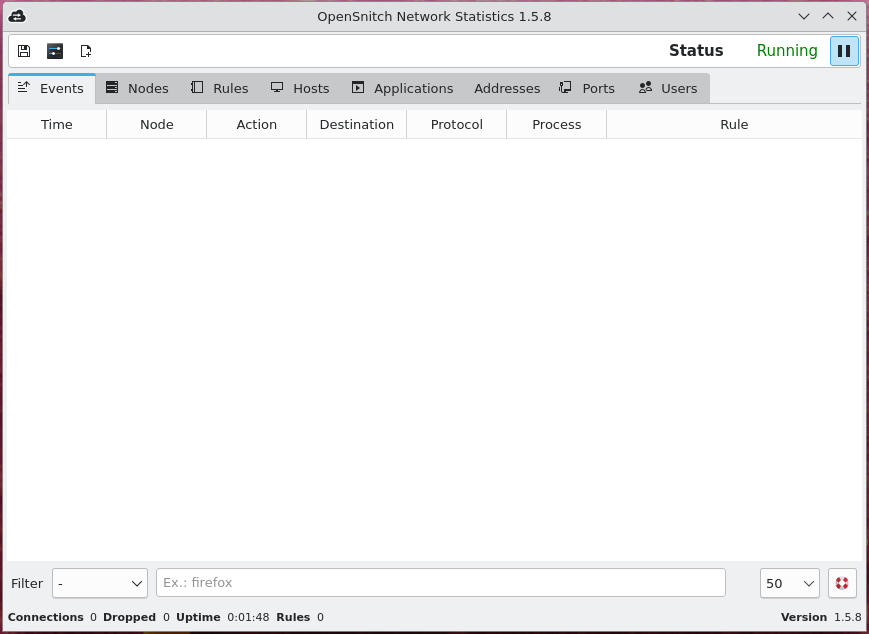 OpenSnitch Network Statistics 1.5.8
Status Running
Events Nodes Rules Hosts Applications Addresses Ports Users
Time Node Action Destination Protocol Process Rule
Filter - Ex.: firefox 50
Connections 0 Dropped 0 Uptime 0:01:48 Rules 0 Version 1.5.8